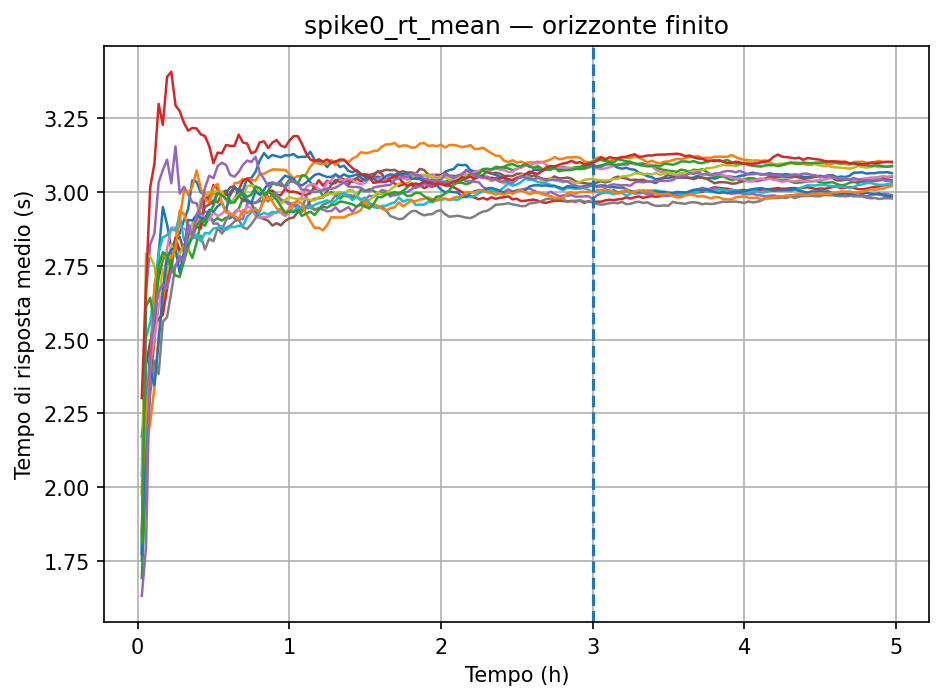 spike0_rt_mean — orizzonte finito
Tempo di risposta medio (s)
3.25
3.00
2.75
2.50
2.25
2.00
1.75
0 1 2 3 4 5
Tempo (h)